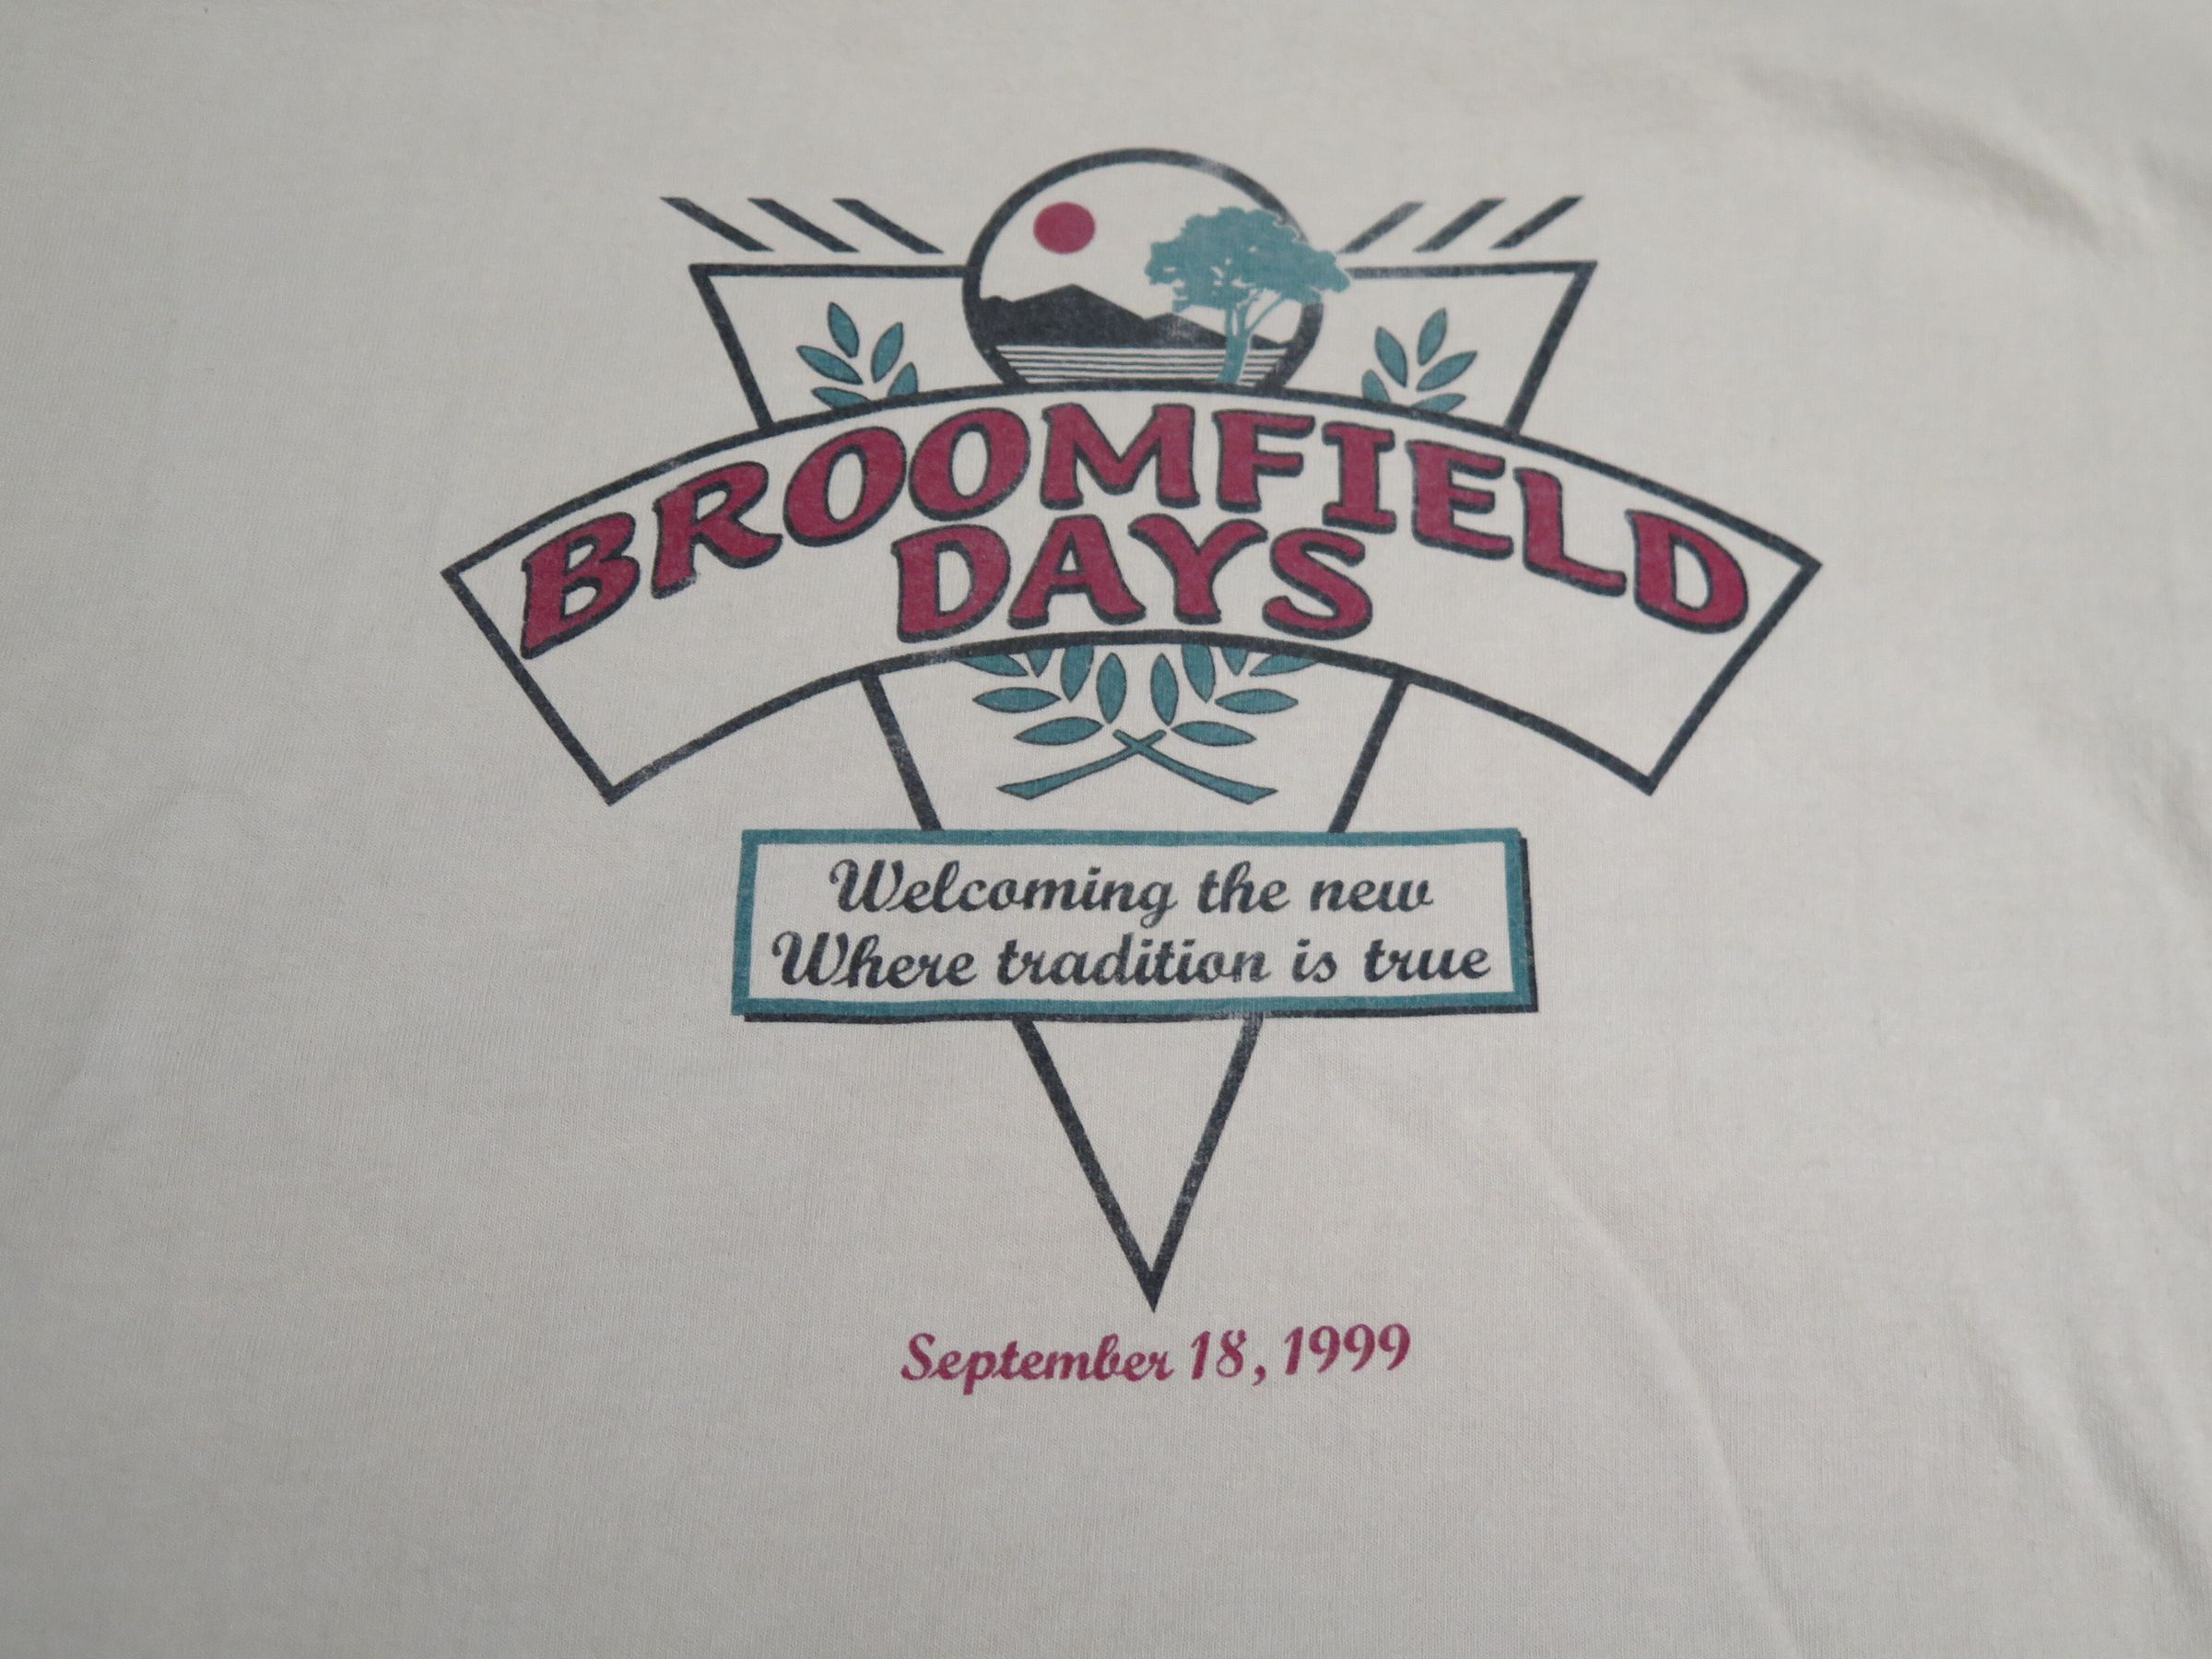 BROOMFIELD
DAYS
Welcoming the new
Where tradition is true
September 18, 1999